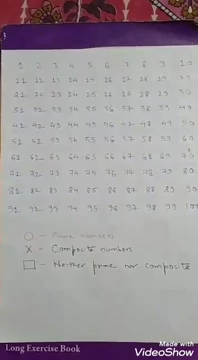 1 2 3 4 5 6 7 8 9 10
11 12 13 14 15 16 17 18 19 20
21 22 23 24 25 26 27 28 29 30
31 32 33 34 35 36 37 38 39 40
41 42 43 44 45 46 47 48 49 50
51 52 53 54 55 56 57 58 59 60
61 62 63 64 65 66 67 68 69 70
71 72 73 74 75 76 77 78 79 80
81 82 83 84 85 86 87 88 89 90
91 92 93 94 95 96 97 98 99 100
O - Prime numbers
X - Composite numbers
□ - Neither prime nor composite
Long Exercise Book
Made with
VideoShow